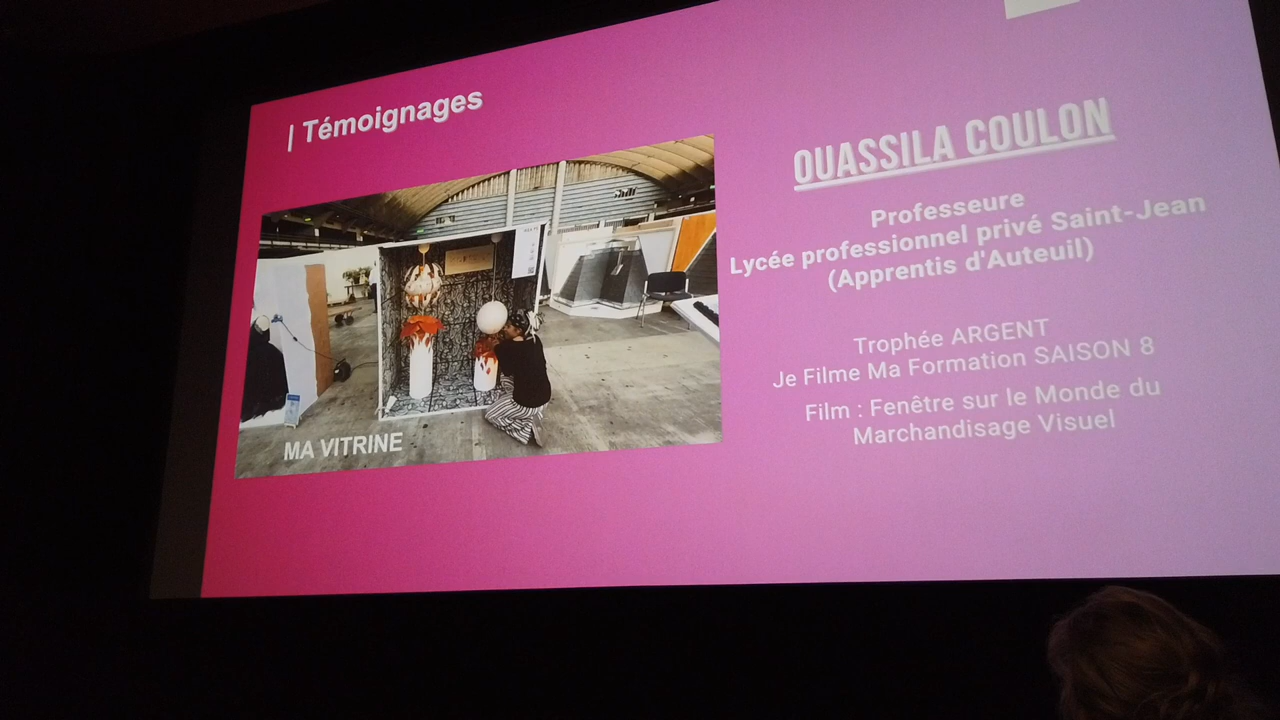 | Témoignages
OUASSILA COULON
Professeure
Lycée professionnel privé Saint-Jean
(Apprentis d'Auteuil)
Trophée ARGENT
Je Filme Ma Formation SAISON 8
Film : Fenêtre sur le Monde du
Marchandisage Visuel
MA VITRINE